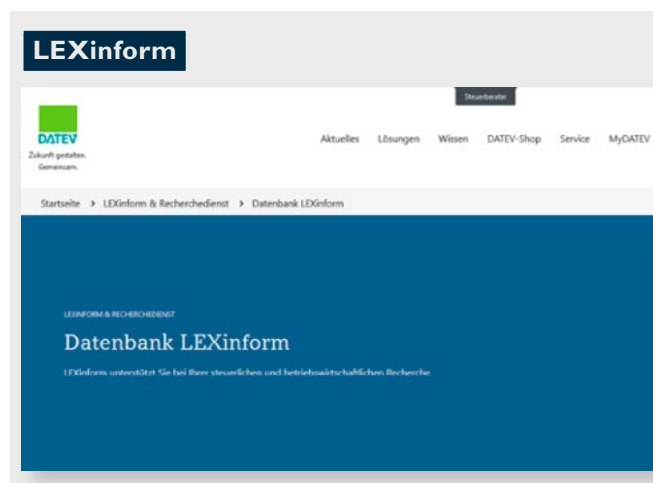 LEXinform
Steuerberater
DATEV
Zukunft gestalten.
Gemeinsam.
Aktuelles Lösungen Wissen DATEV-Shop Service MyDATEV
Startseite > LEXinform & Recherchedienst > Datenbank LEXinform
LEXINFORM & RECHERCHEDIENST
Datenbank LEXinform
LEXinform unterstützt Sie bei Ihrer steuerlichen und betriebswirtschaftlichen Recherche